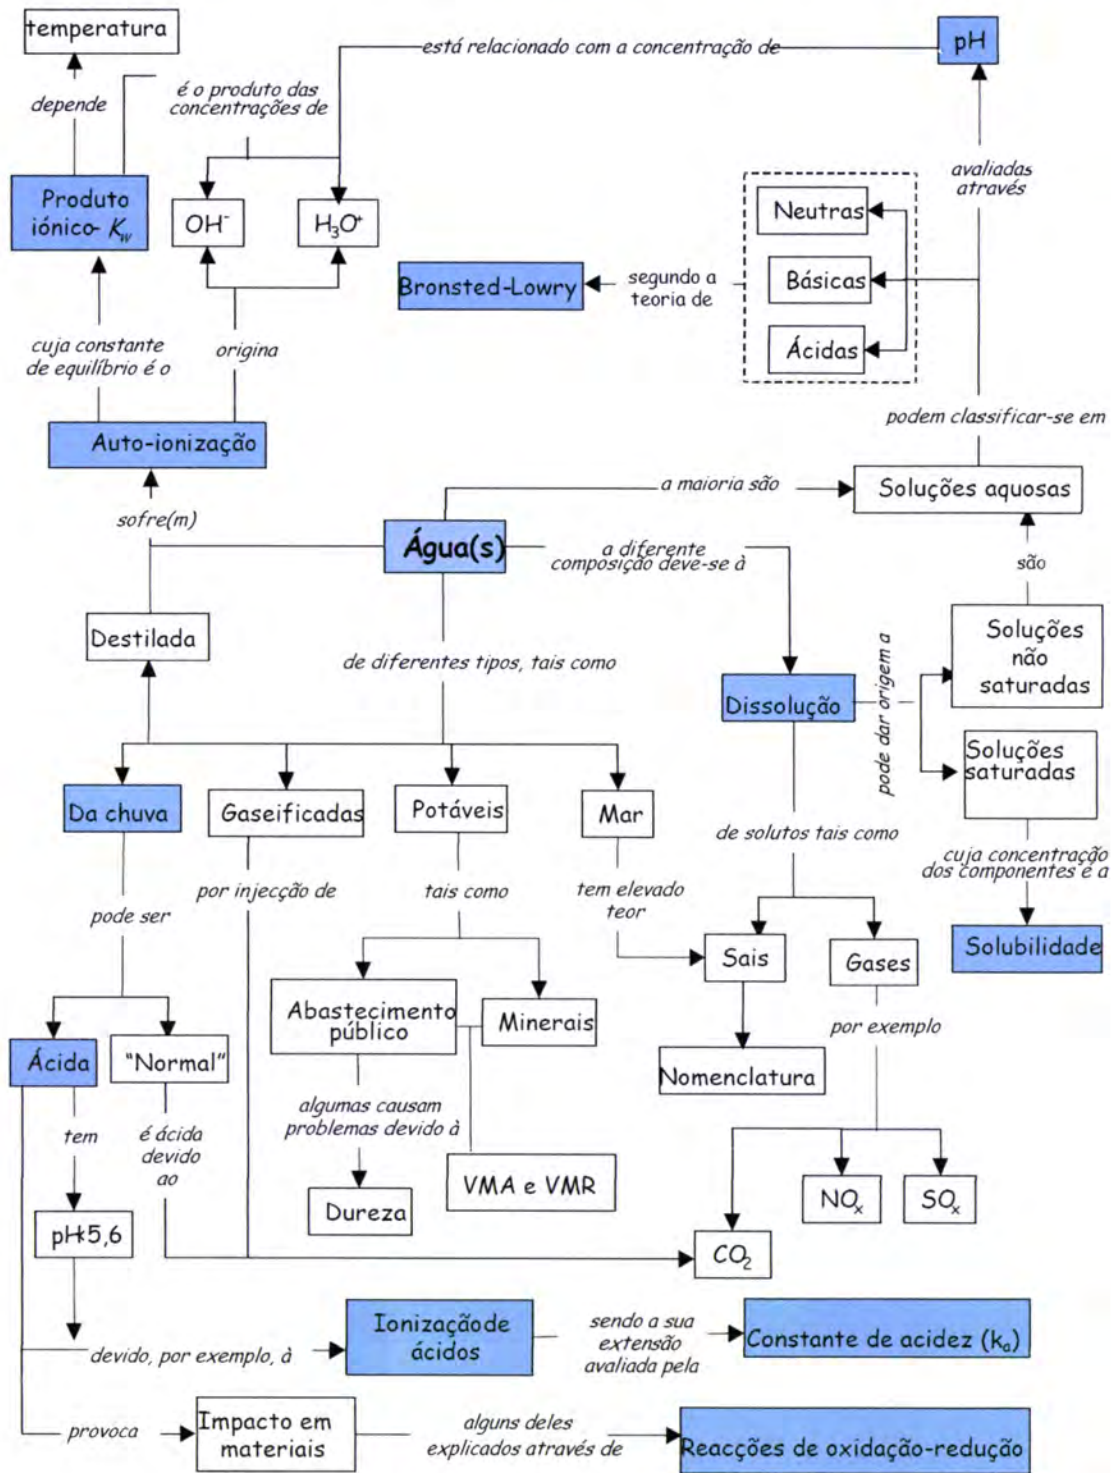 temperatura
está relacionado com a concentração de
pH
depende
é o produto das
concentrações de
Produto
iónico- Kw
OH⁻
H₃O⁺
avaliadas
através
Neutras
Básicas
Ácidas
segundo a
teoria de
Bronsted-Lowry
cuja constante
de equilíbrio é o
origina
Auto-ionização
podem classificar-se em
sofre(m)
a maioria são
Soluções aquosas
Água(s)
a diferente
composição deve-se à
são
Destilada
de diferentes tipos, tais como
Dissolução
pode dar origem a
Soluções
não
saturadas
Soluções
saturadas
Da chuva
Gaseificadas
Potáveis
Mar
de solutos tais como
cuja concentração
dos componentes é a
pode ser
por injecção de
tais como
tem elevado
teor
Sais
Gases
Solubilidade
Ácida
"Normal"
Abastecimento
público
Minerais
por exemplo
Nomenclatura
tem
é ácida
devido
ao
algumas causam
problemas devido à
VMA e VMR
Dureza
NOx
SOx
pH<5,6
CO₂
devido, por exemplo, à
Ionização de
ácidos
sendo a sua
extensão
avaliada pela
Constante de acidez (ka)
provoca
Impacto em
materiais
alguns deles
explicados através de
Reacções de oxidação-redução